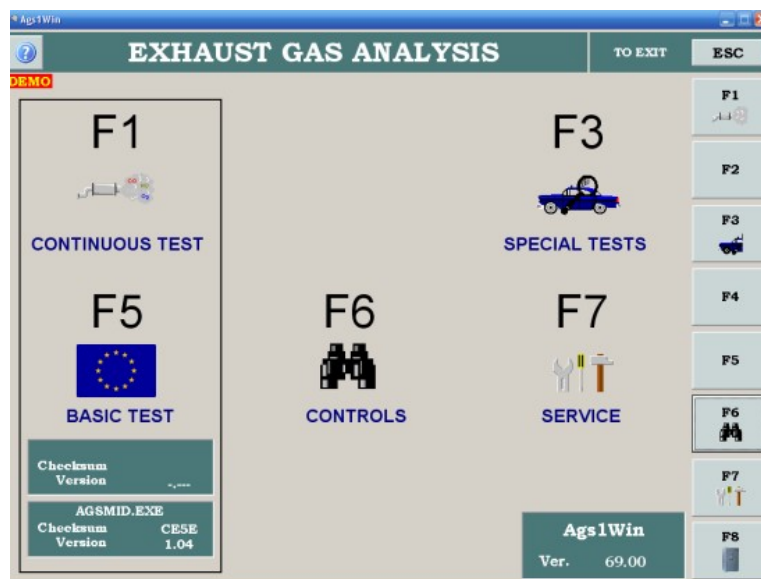 Ags1Win
EXHAUST GAS ANALYSIS
TO EXIT
ESC
DEMO
F1
CONTINUOUS TEST
F3
SPECIAL TESTS
F5
BASIC TEST
F6
CONTROLS
F7
SERVICE
Checksum
Version -.---
AGSMID.EXE
Checksum CE5E
Version 1.04
Ags1Win
Ver. 69.00
F1
F2
F3
F4
F5
F6
F7
F8